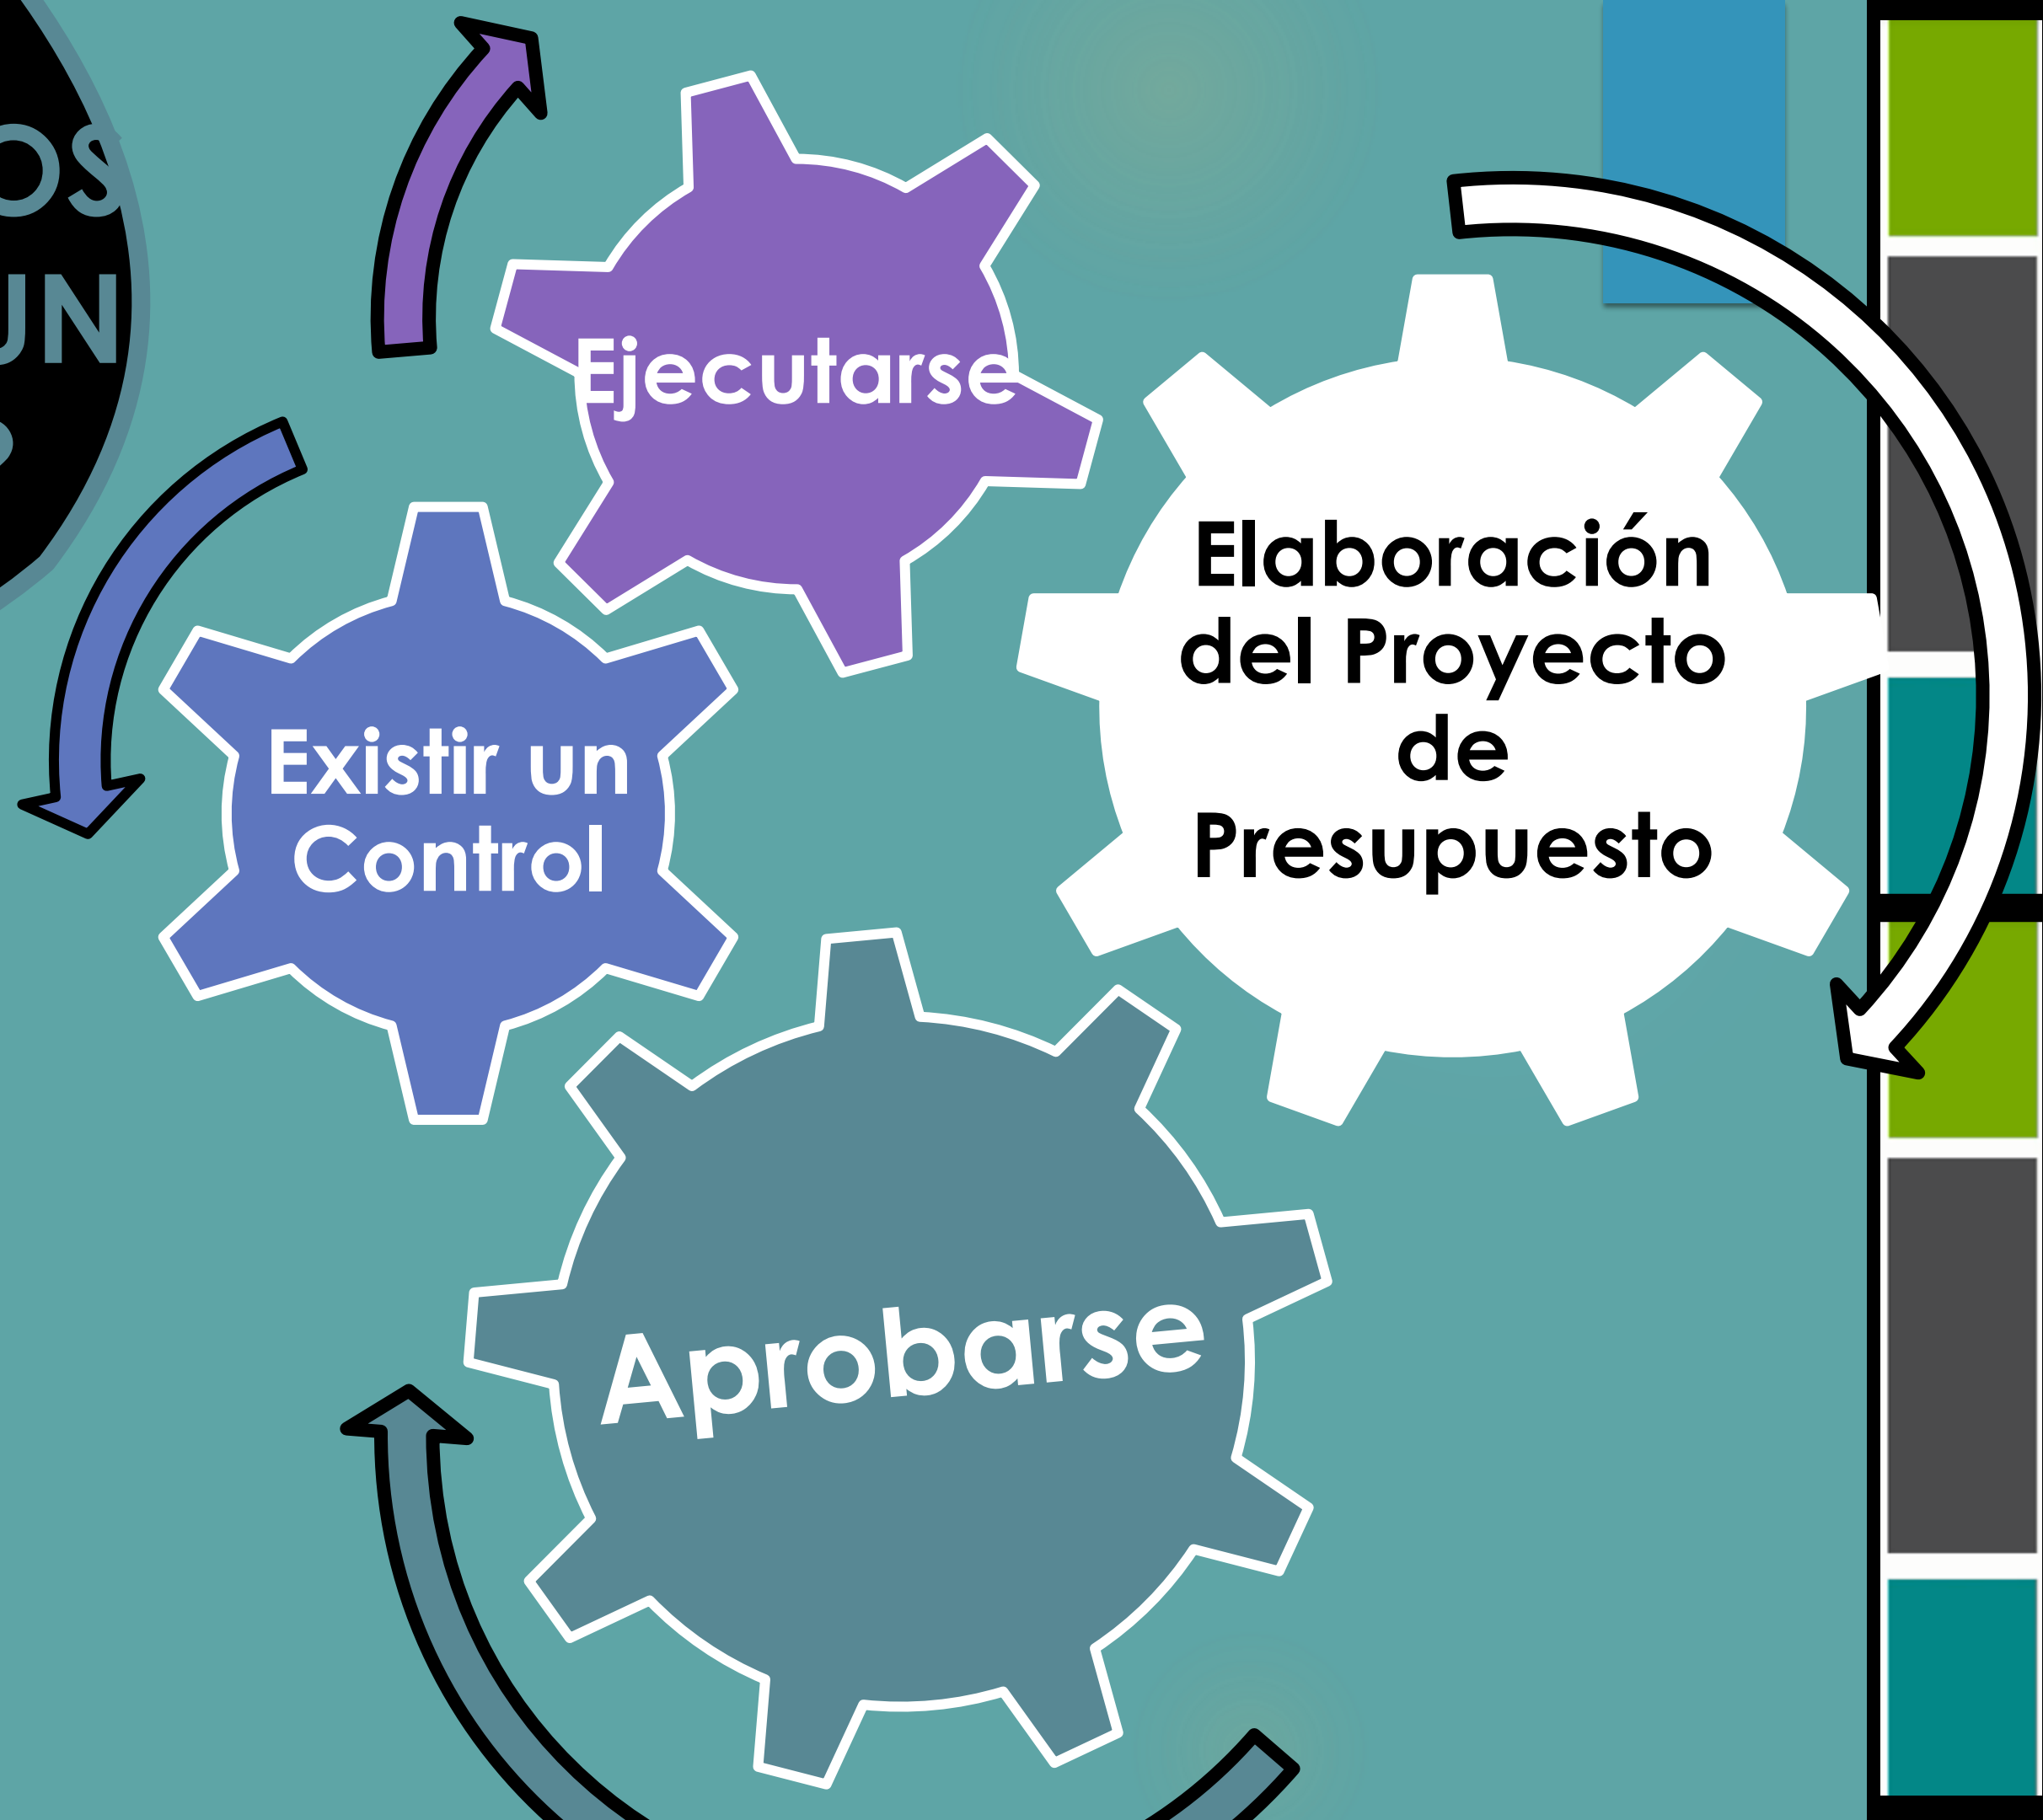 Ejecutarse
Elaboración
del Proyecto
de
Presupuesto
Existir un
Control
Aprobarse